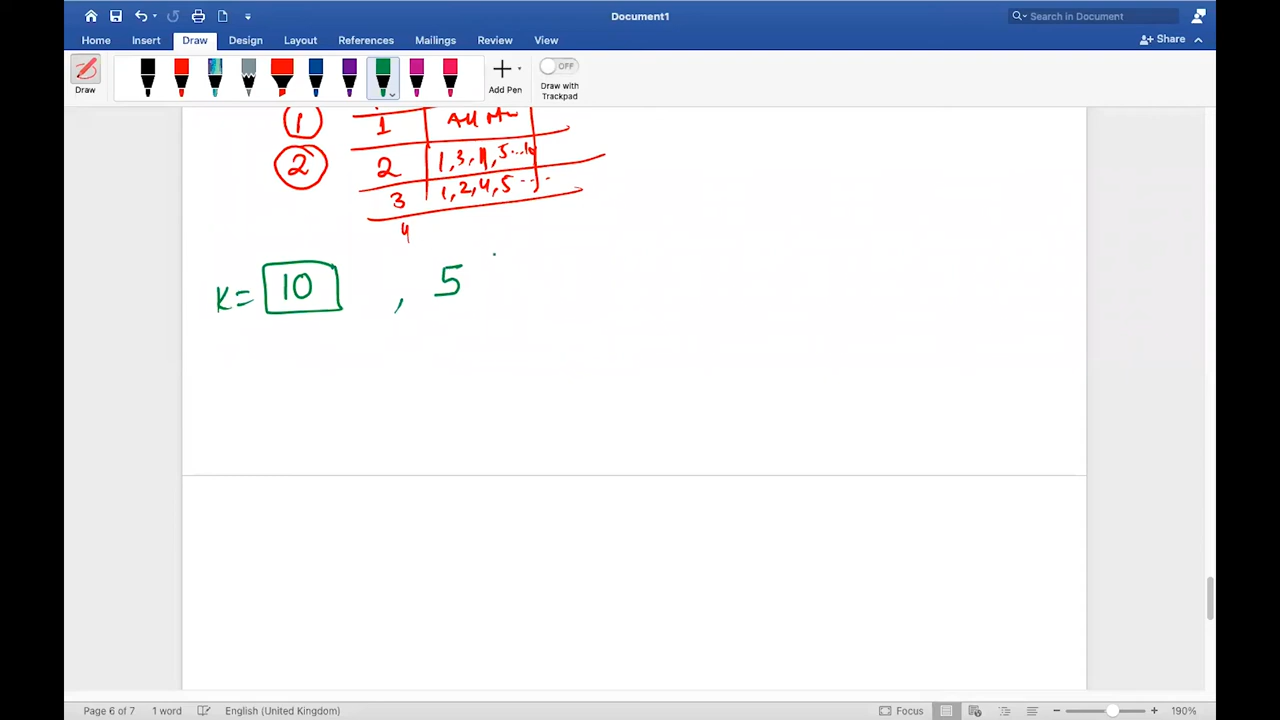 Document1
Search in Document
Home Insert Draw Design Layout References Mailings Review View
Share
Draw
Add Pen
OFF
Draw with
Trackpad
1 1 All
2 2 1,3,4,5...10
3 1,2,4,5...
4
K= 10 , 5
Page 6 of 7 1 word English (United Kingdom) Focus 190%